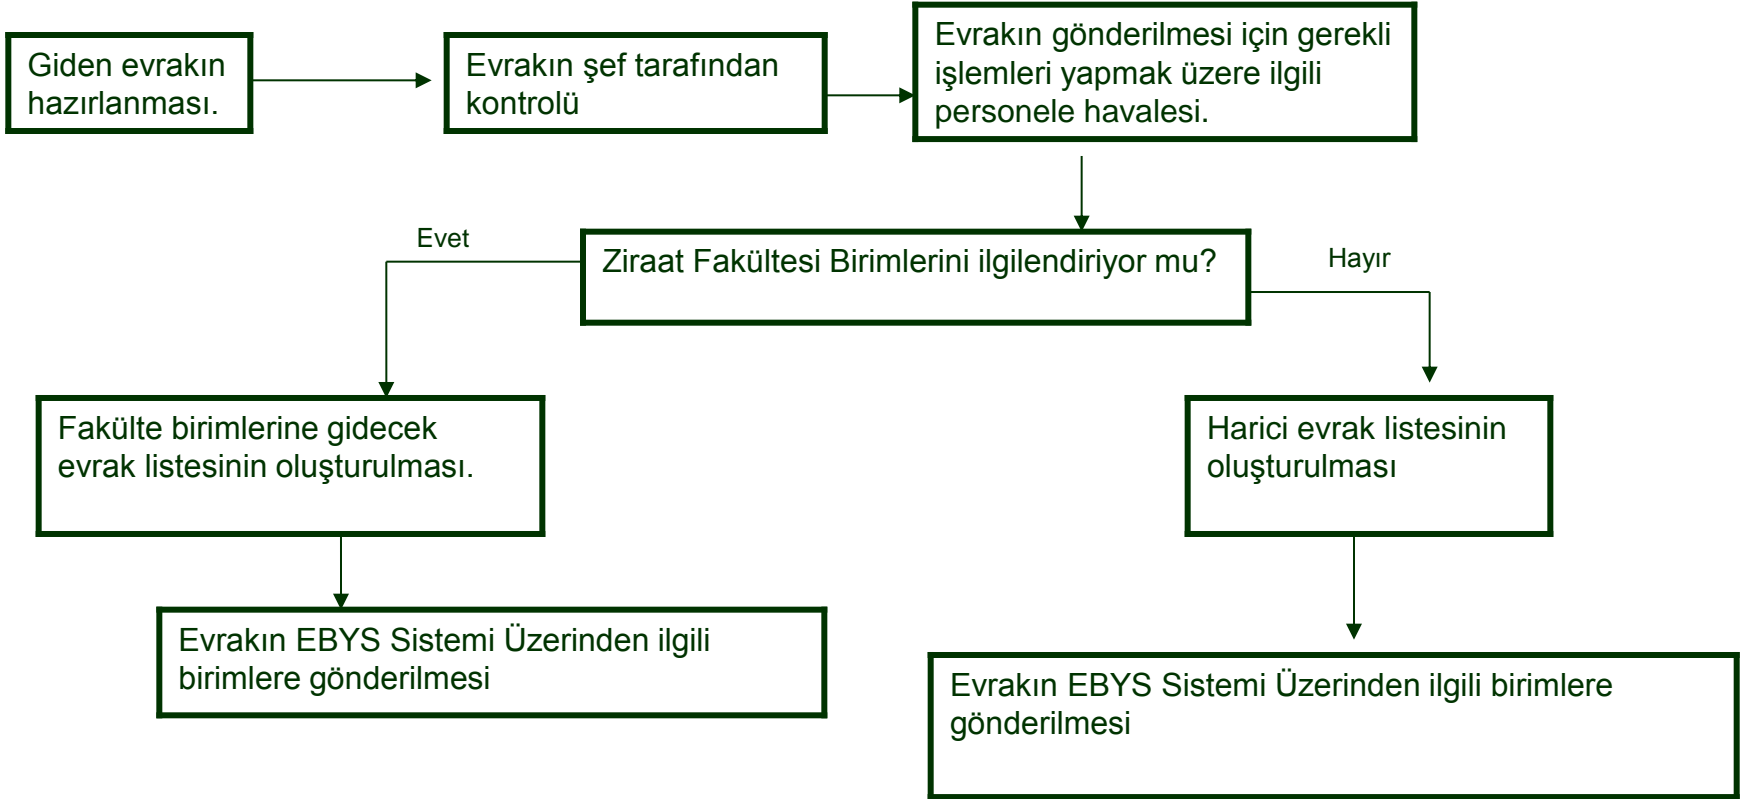 Giden evrakın
hazırlanması.
Evrakın şef tarafından
kontrolü
Evrakın gönderilmesi için gerekli
işlemleri yapmak üzere ilgili
personele havalesi.
Evet
Ziraat Fakültesi Birimlerini ilgilendiriyor mu?
Hayır
Fakülte birimlerine gidecek
evrak listesinin oluşturulması.
Harici evrak listesinin
oluşturulması
Evrakın EBYS Sistemi Üzerinden ilgili
birimlere gönderilmesi
Evrakın EBYS Sistemi Üzerinden ilgili birimlere
gönderilmesi